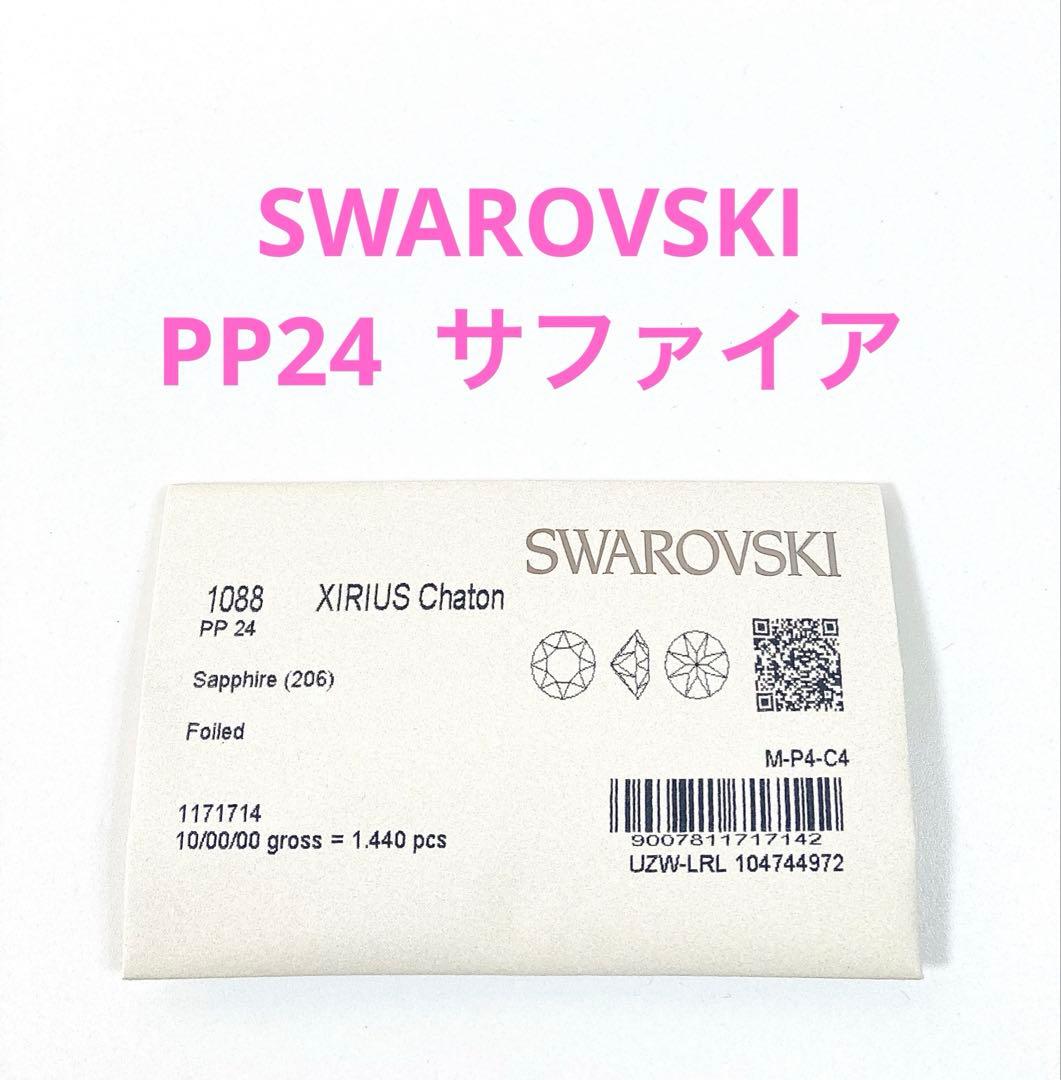 SWAROVSKI
PP24 サファイア
SWAROVSKI
1088 XIRIUS Chaton
PP 24
Sapphire (206)
Foiled
M-P4-C4
1171714
10/00/00 gross = 1.440 pcs
9007811717142
UZW-LRL 104744972